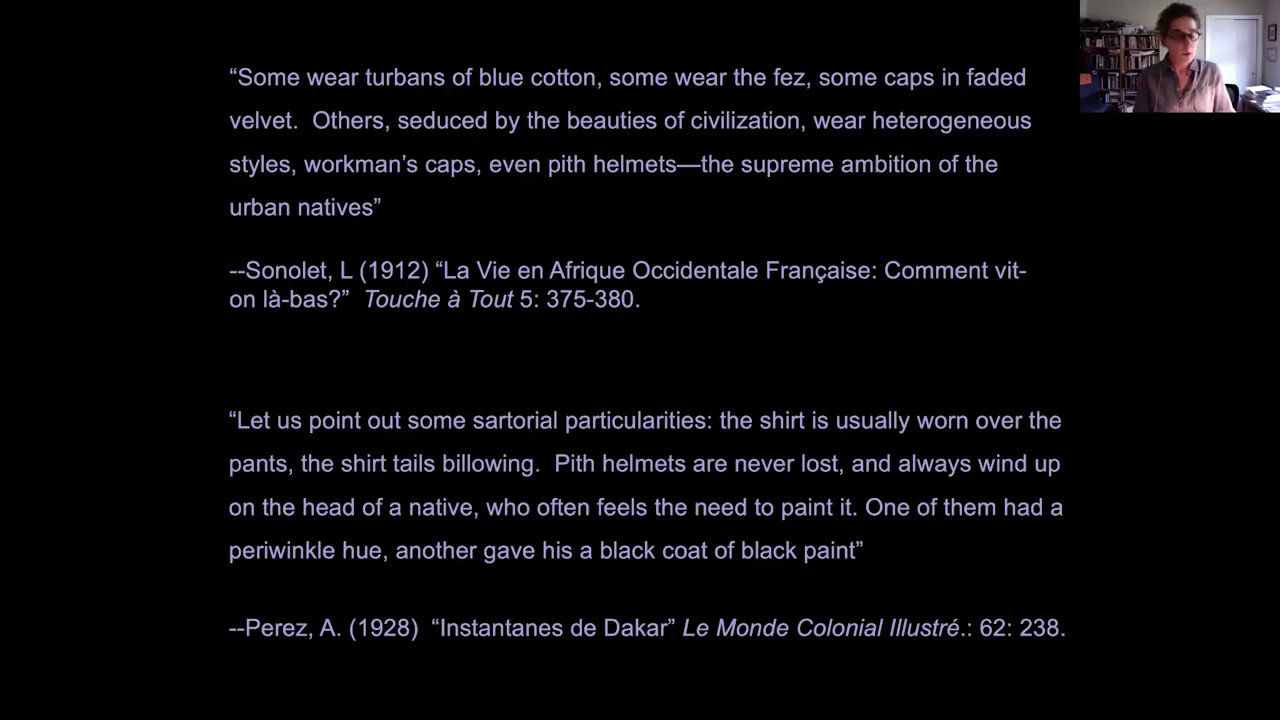 “Some wear turbans of blue cotton, some wear the fez, some caps in faded
velvet.  Others, seduced by the beauties of civilization, wear heterogeneous
styles, workman’s caps, even pith helmets—the supreme ambition of the
urban natives”
--Sonolet, L (1912) “La Vie en Afrique Occidentale Française: Comment vit-
on là-bas?”  Touche à Tout 5: 375-380.
“Let us point out some sartorial particularities: the shirt is usually worn over the
pants, the shirt tails billowing.  Pith helmets are never lost, and always wind up
on the head of a native, who often feels the need to paint it. One of them had a
periwinkle hue, another gave his a black coat of black paint”
--Perez, A. (1928)  “Instantanes de Dakar” Le Monde Colonial Illustré.: 62: 238.